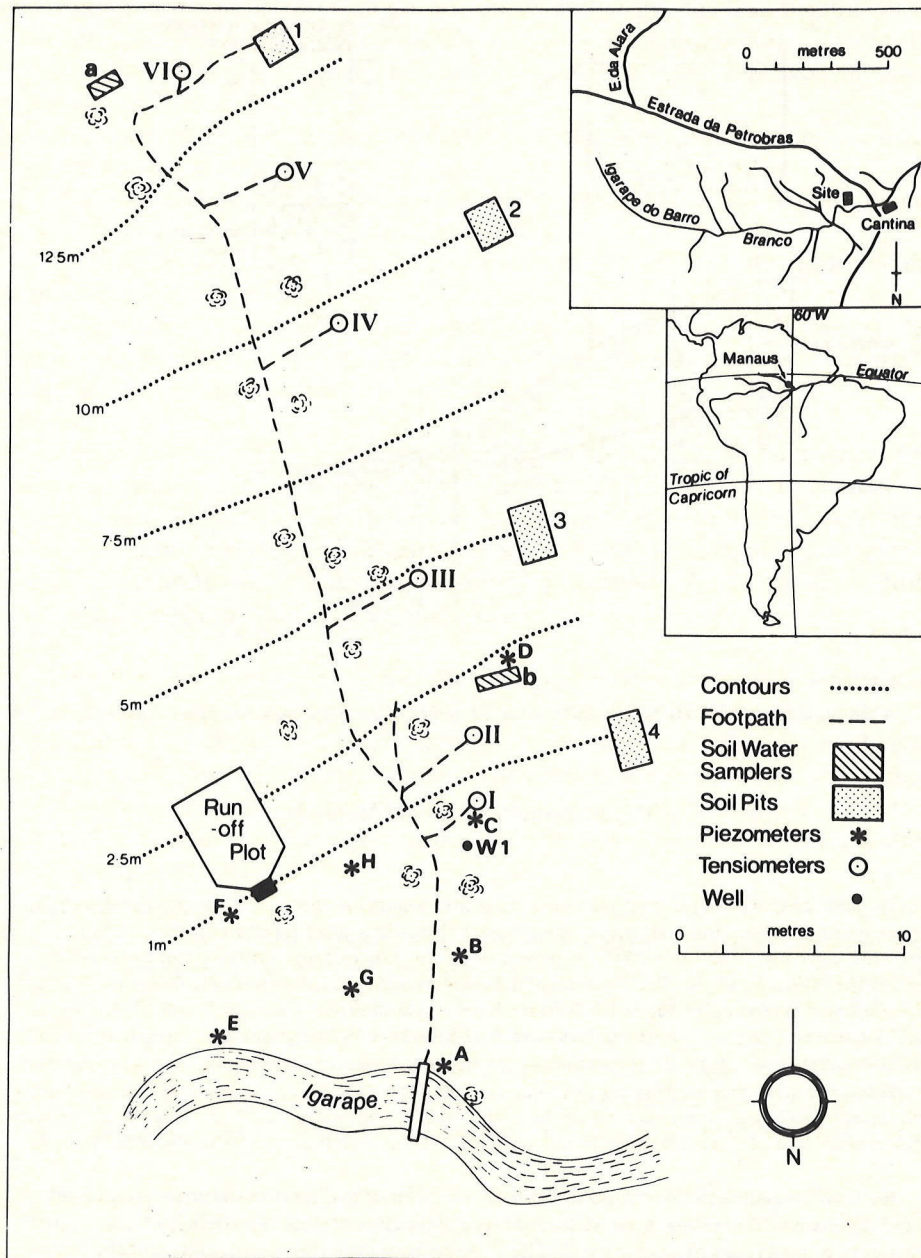 1
a
VI
V
12·5m
2
IV
10m
7·5m
3
III
5m
D
b
II
4
I
C
W1
Run
-off
Plot
2·5m
H
F
1m
B
G
E
A
Igarape
metres
0 500
E.da Aiara
Estrada da Petrobras
Igarape do Barro
Branco
Site
Cantina
N
60°W
Manaus
Equator
Tropic of
Capricorn
Contours
Footpath
Soil Water
Samplers
Soil Pits
Piezometers
Tensiometers
Well
metres
0 10
N